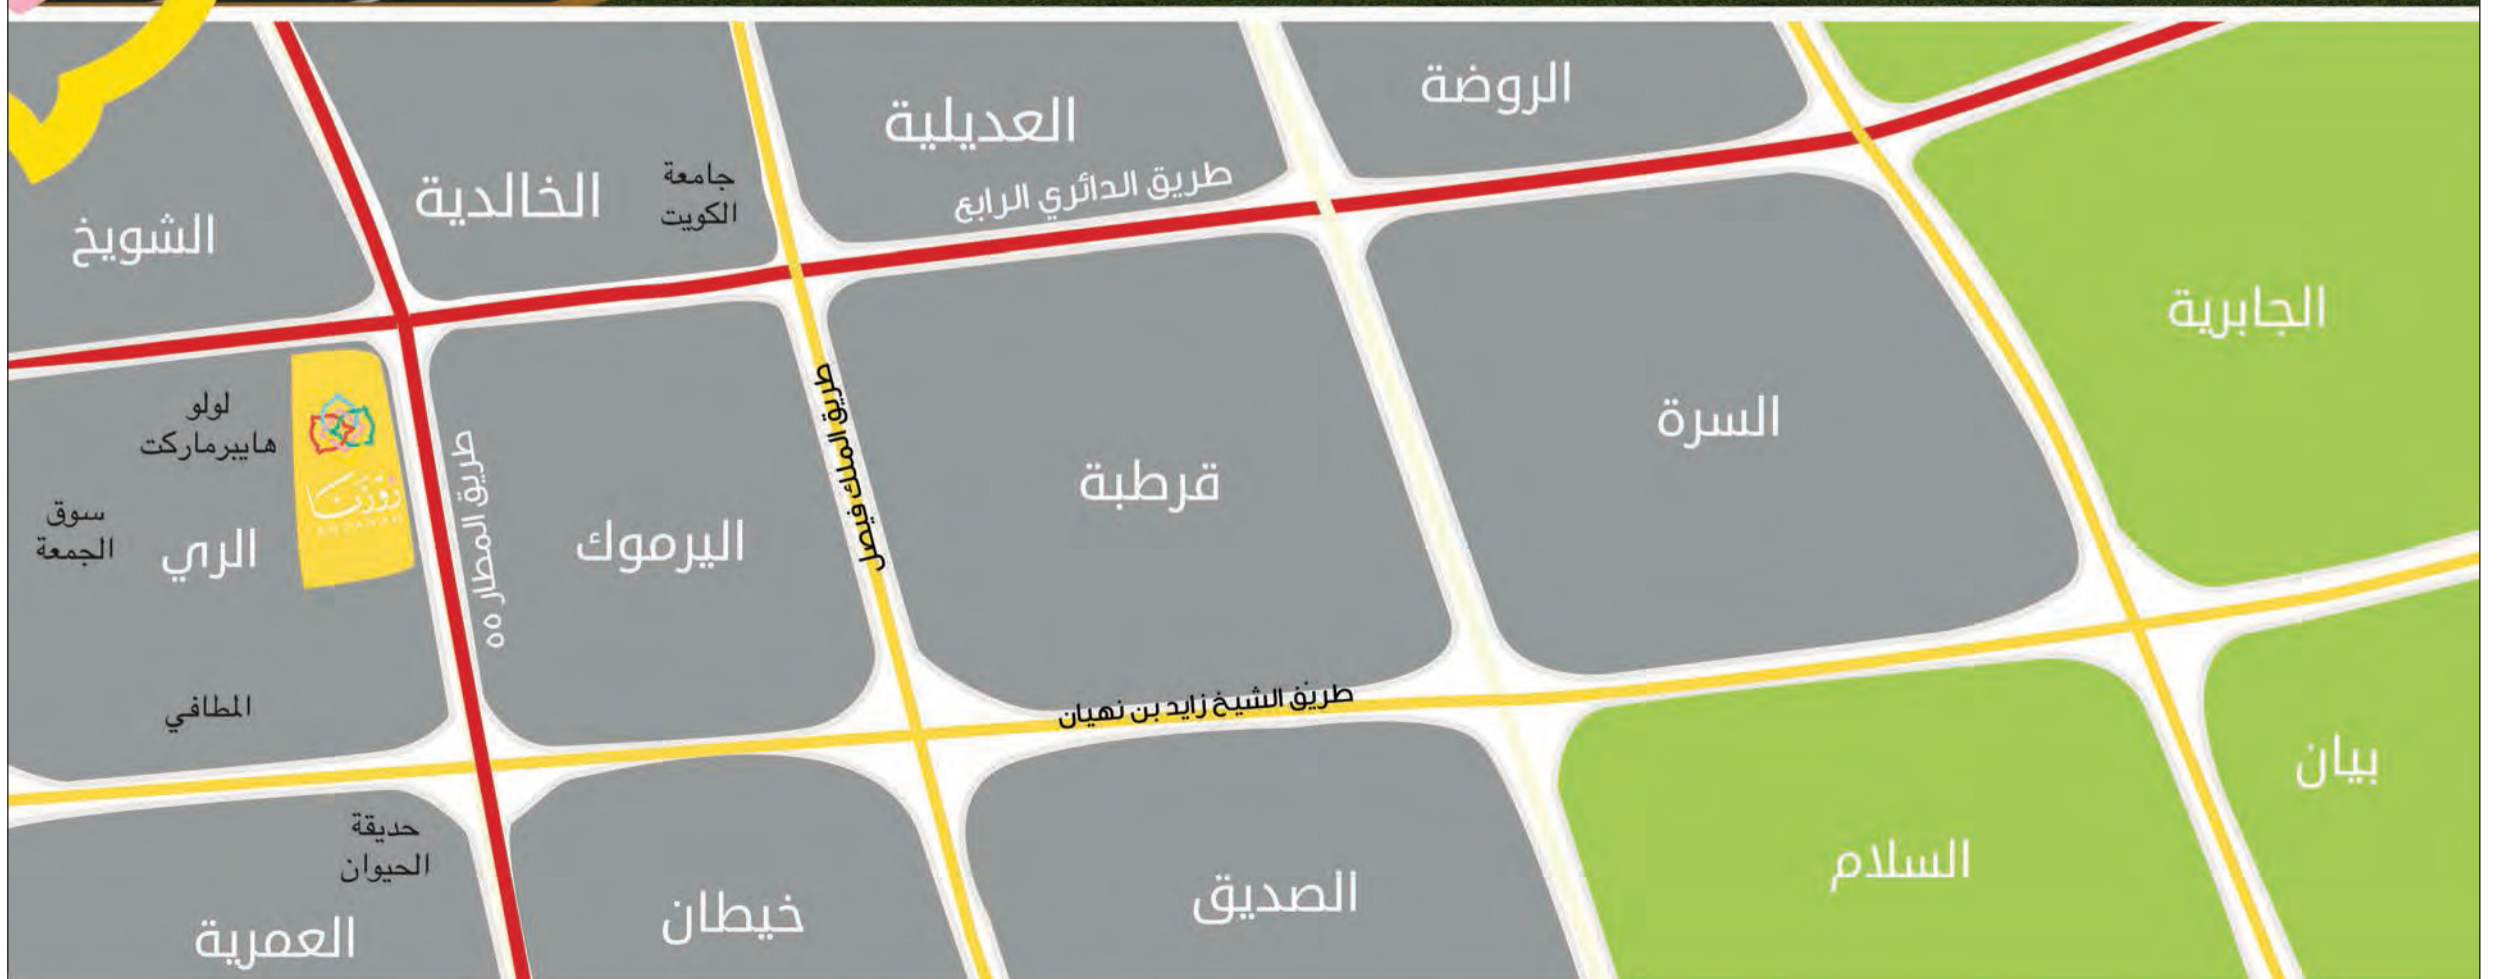 الروضة
العديلية
طريق الدائري الرابع
جامعة
الكويت
الخالدية
الشويخ
الجابرية
السرة
قرطبة
طريق الملك فيصل
اليرموك
طريق المطار ٥٥
لولو
هايبرماركت
سوق
الجمعة
الري
المطافي
طريق الشيخ زايد بن نهيان
بيان
السلام
الصديق
خيطان
حديقة
الحيوان
العمرية